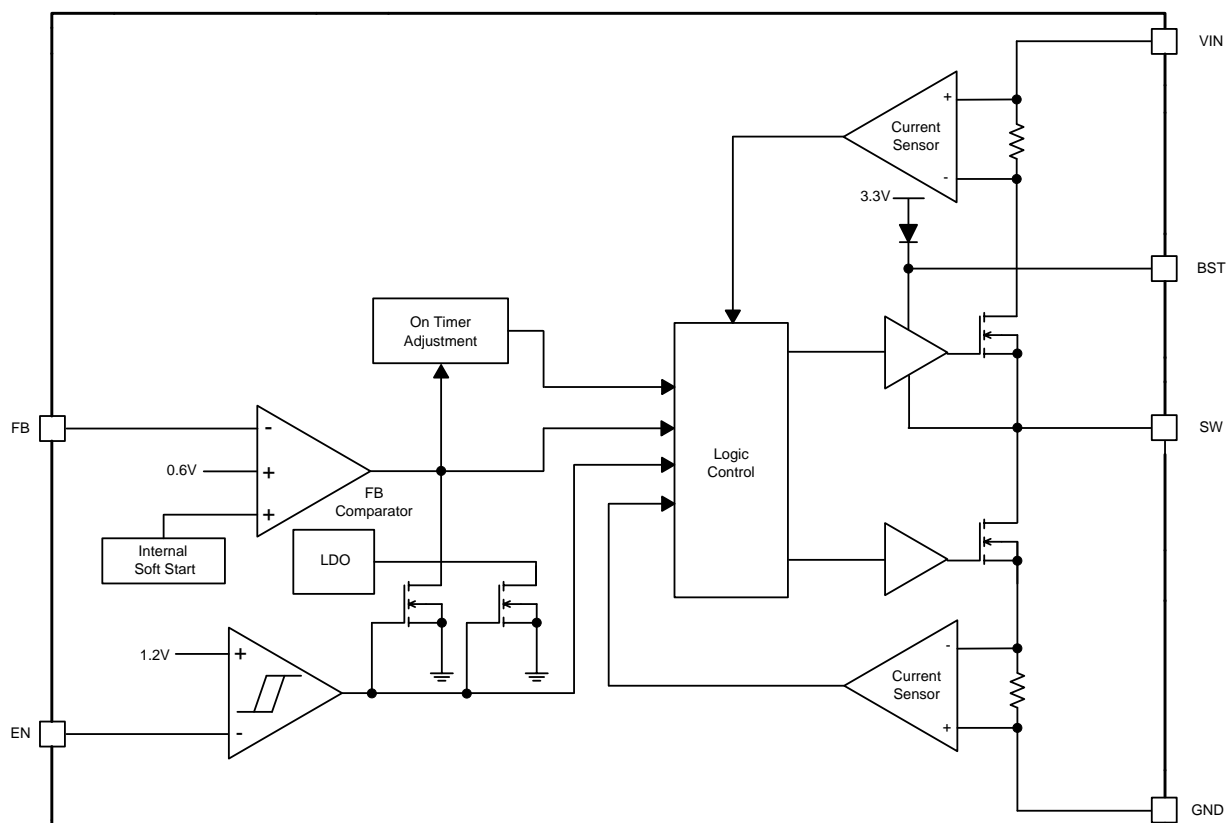 VIN
+
Current
Sensor
-
3.3V
BST
On Timer
Adjustment
FB
-
0.6V
+
+
FB
Comparator
Logic
Control
SW
Internal
Soft Start
LDO
1.2V
+
-
EN
-
Current
Sensor
+
GND